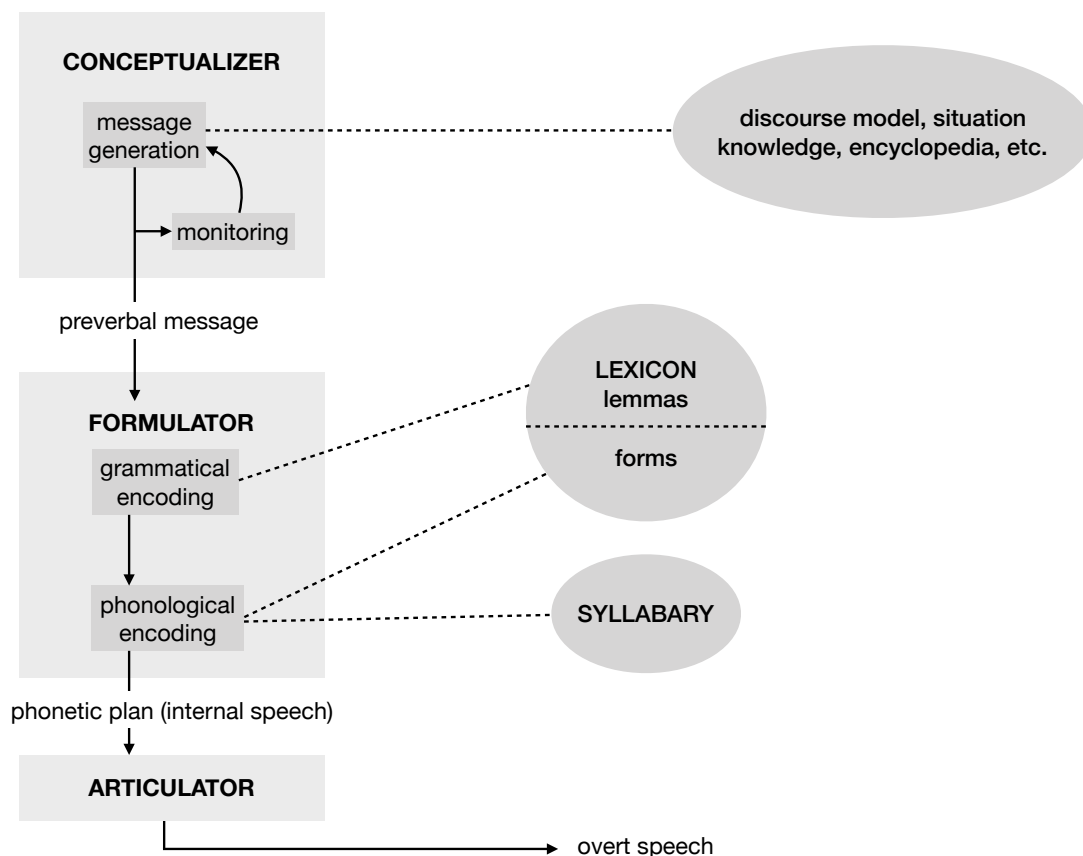 CONCEPTUALIZER
message
generation
monitoring
discourse model, situation
knowledge, encyclopedia, etc.
preverbal message
FORMULATOR
grammatical
encoding
phonological
encoding
LEXICON
lemmas
forms
SYLLABARY
phonetic plan (internal speech)
ARTICULATOR
overt speech